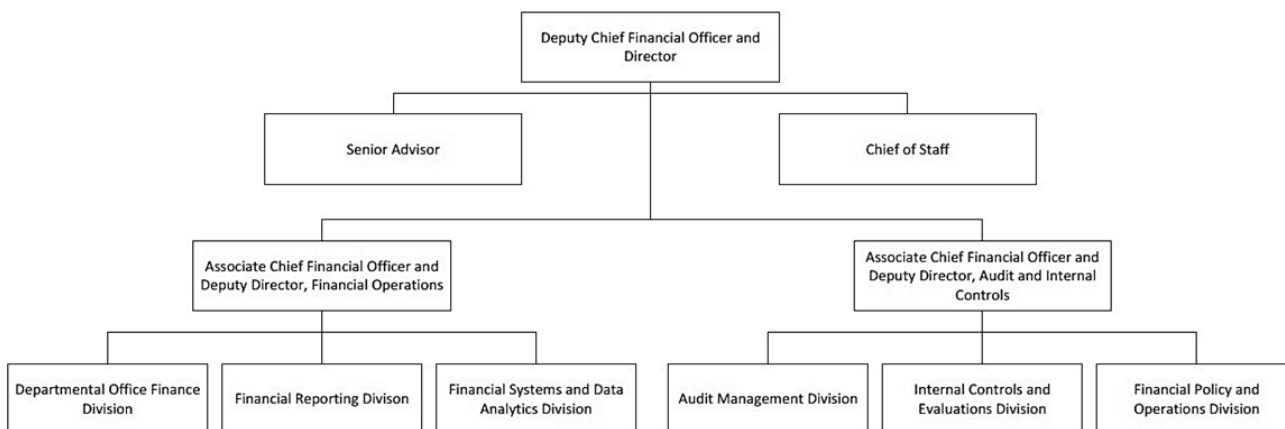 Deputy Chief Financial Officer and
Director
Senior Advisor
Chief of Staff
Associate Chief Financial Officer and
Deputy Director, Financial Operations
Associate Chief Financial Officer and
Deputy Director, Audit and Internal
Controls
Departmental Office Finance
Division
Financial Reporting Divison
Financial Systems and Data
Analytics Division
Audit Management Division
Internal Controls and
Evaluations Division
Financial Policy and
Operations Division